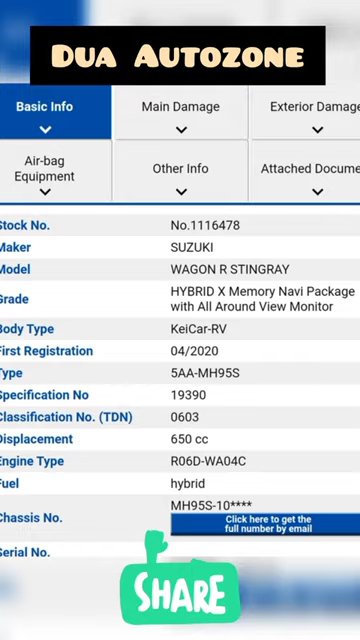 Dua Autozone
Basic Info
Main Damage
Exterior Damag
Air-bag
Equipment
Other Info
Attached Docume
Stock No. No.1116478
Maker SUZUKI
Model WAGON R STINGRAY
Grade HYBRID X Memory Navi Package
with All Around View Monitor
Body Type KeiCar-RV
First Registration 04/2020
Type 5AA-MH95S
Specification No 19390
Classification No. (TDN) 0603
Displacement 650 cc
Engine Type R06D-WA04C
Fuel hybrid
Chassis No. MH95S-10****
Click here to get the
full number by email
Serial No.
SHARE